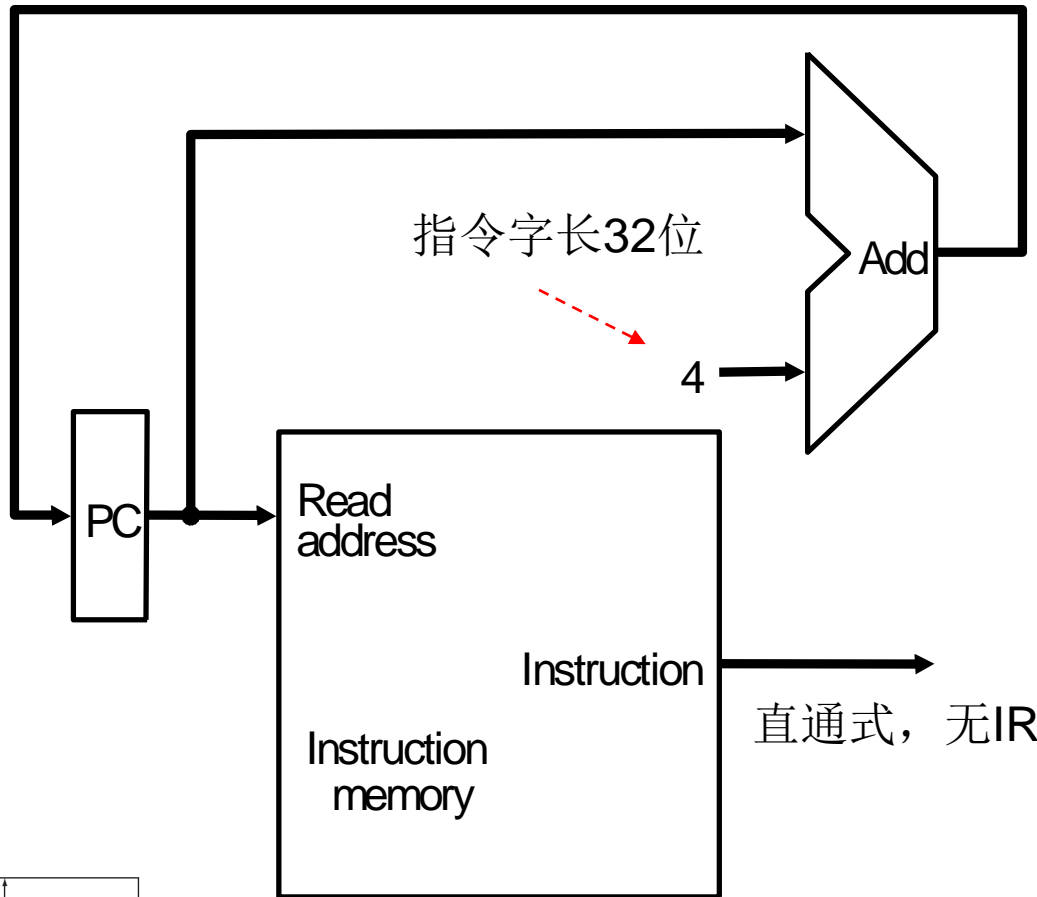 指令字长32位
Add
4
PC
Read
address
Instruction
直通式，无IR
Instruction
memory